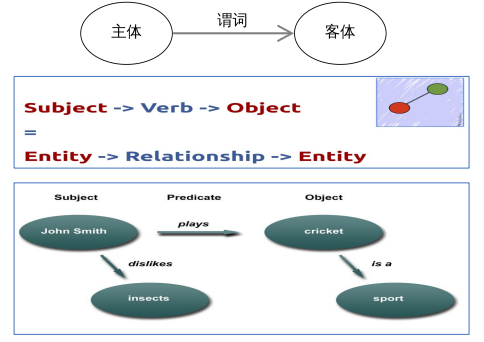 谓词
主体
客体
Subject -> Verb -> Object
=
Entity -> Relationship -> Entity
Subject Predicate Object
plays
John Smith
cricket
dislikes
is a
insects
sport